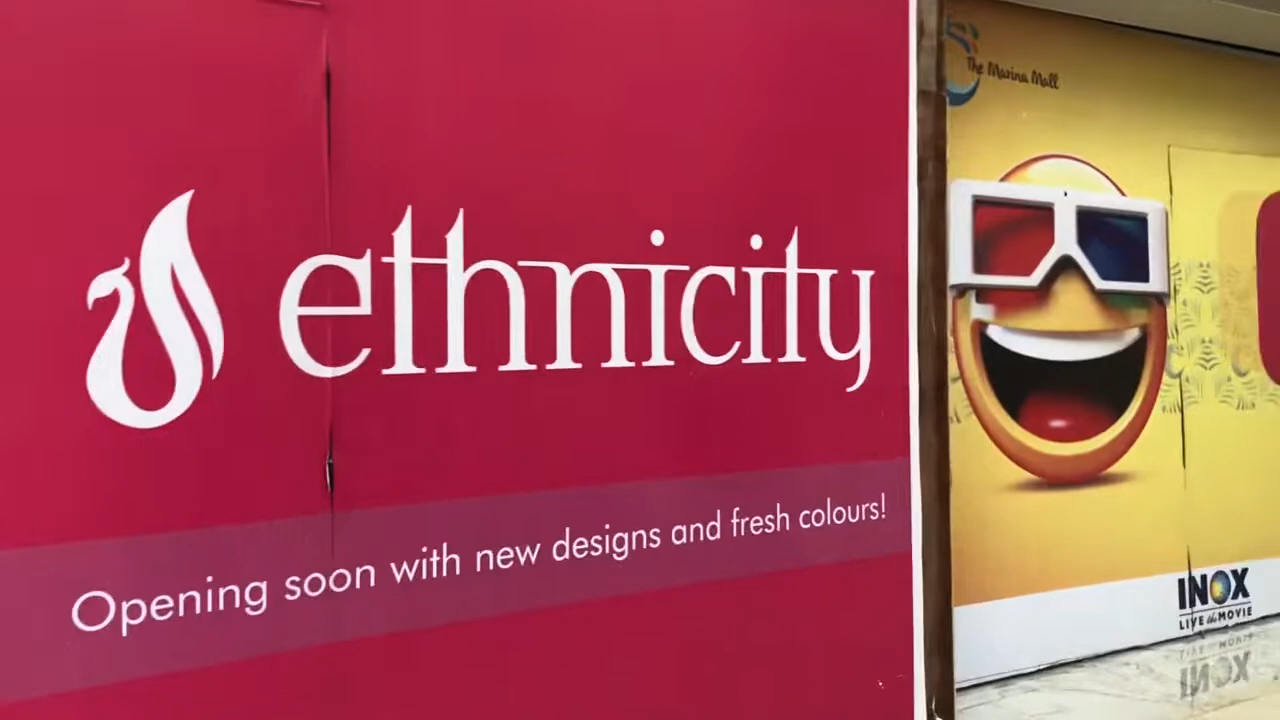 ethnicity
Opening soon with new designs and fresh colours!
The Marina Mall
INOX
LIVE the MOVIE